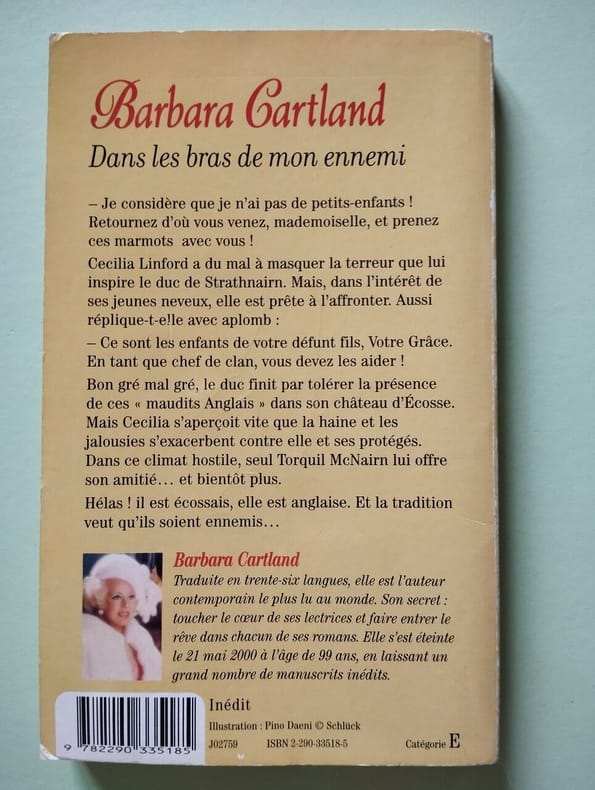 Barbara Cartland
Dans les bras de mon ennemi
– Je considère que je n'ai pas de petits-enfants !
Retournez d'où vous venez, mademoiselle, et prenez
ces marmots avec vous !
Cecilia Linford a du mal à masquer la terreur que lui
inspire le duc de Strathnairn. Mais, dans l'intérêt de
ses jeunes neveux, elle est prête à l'affronter. Aussi
réplique-t-elle avec aplomb :
– Ce sont les enfants de votre défunt fils, Votre Grâce.
En tant que chef de clan, vous devez les aider !
Bon gré mal gré, le duc finit par tolérer la présence
de ces « maudits Anglais » dans son château d'Écosse.
Mais Cecilia s'aperçoit vite que la haine et les
jalousies s'exacerbent contre elle et ses protégés.
Dans ce climat hostile, seul Torquil McNairn lui offre
son amitié… et bientôt plus.
Hélas ! il est écossais, elle est anglaise. Et la tradition
veut qu'ils soient ennemis…
Barbara Cartland
Traduite en trente-six langues, elle est l'auteur
contemporain le plus lu au monde. Son secret :
toucher le cœur de ses lectrices et faire entrer le
rêve dans chacun de ses romans. Elle s'est éteinte
le 21 mai 2000 à l'âge de 99 ans, en laissant un
grand nombre de manuscrits inédits.
Inédit
Illustration : Pino Daeni © Schlück
J02759 ISBN 2-290-33518-5 Catégorie E
9 782290 335185